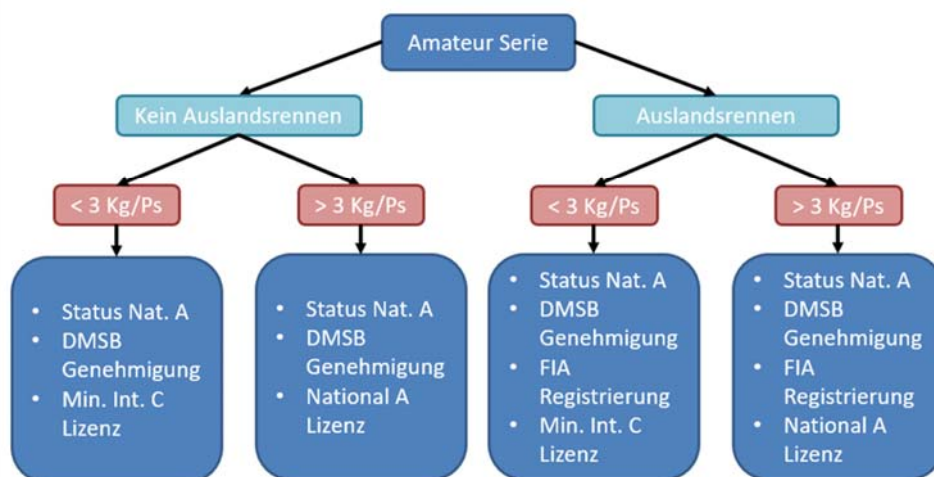 Amateur Serie
Kein Auslandsrennen
Auslandsrennen
< 3 Kg/Ps
> 3 Kg/Ps
< 3 Kg/Ps
> 3 Kg/Ps
• Status Nat. A
• DMSB
Genehmigung
• Min. Int. C
Lizenz
• Status Nat. A
• DMSB
Genehmigung
• National A
Lizenz
• Status Nat. A
• DMSB
Genehmigung
• FIA
Registrierung
• Min. Int. C
Lizenz
• Status Nat. A
• DMSB
Genehmigung
• FIA
Registrierung
• National A
Lizenz